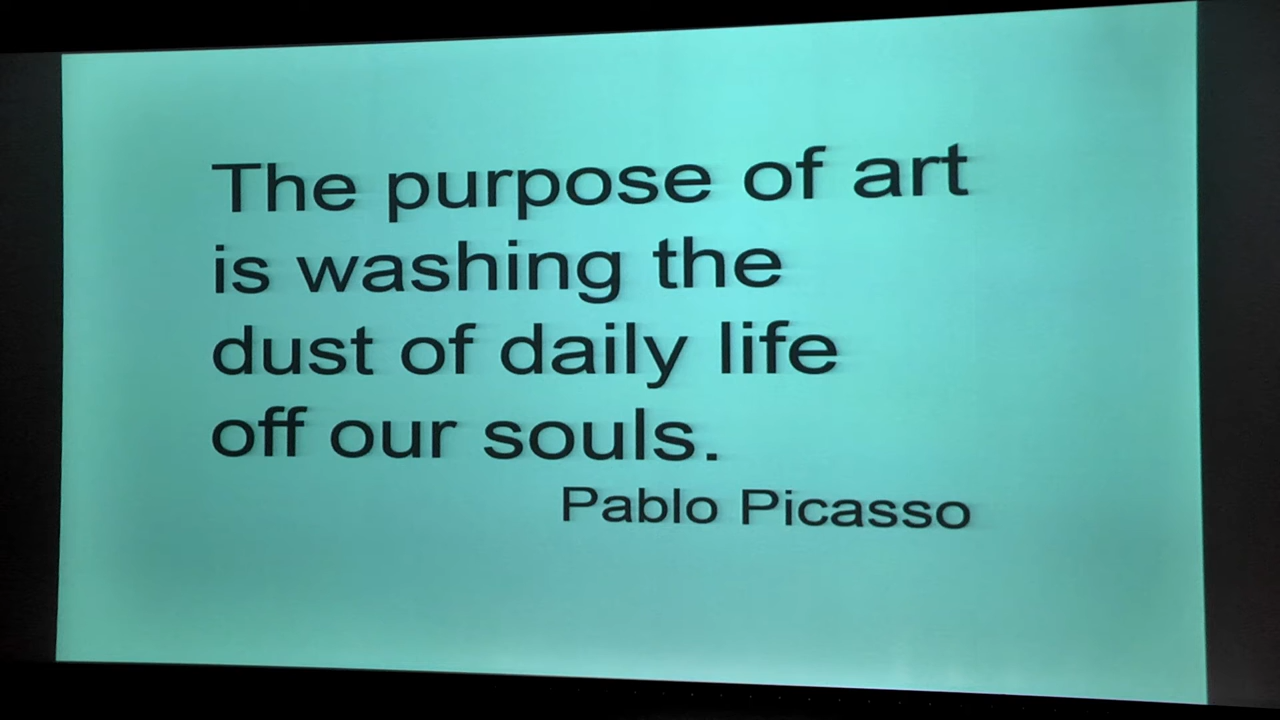 The purpose of art
is washing the
dust of daily life
off our souls.
Pablo Picasso